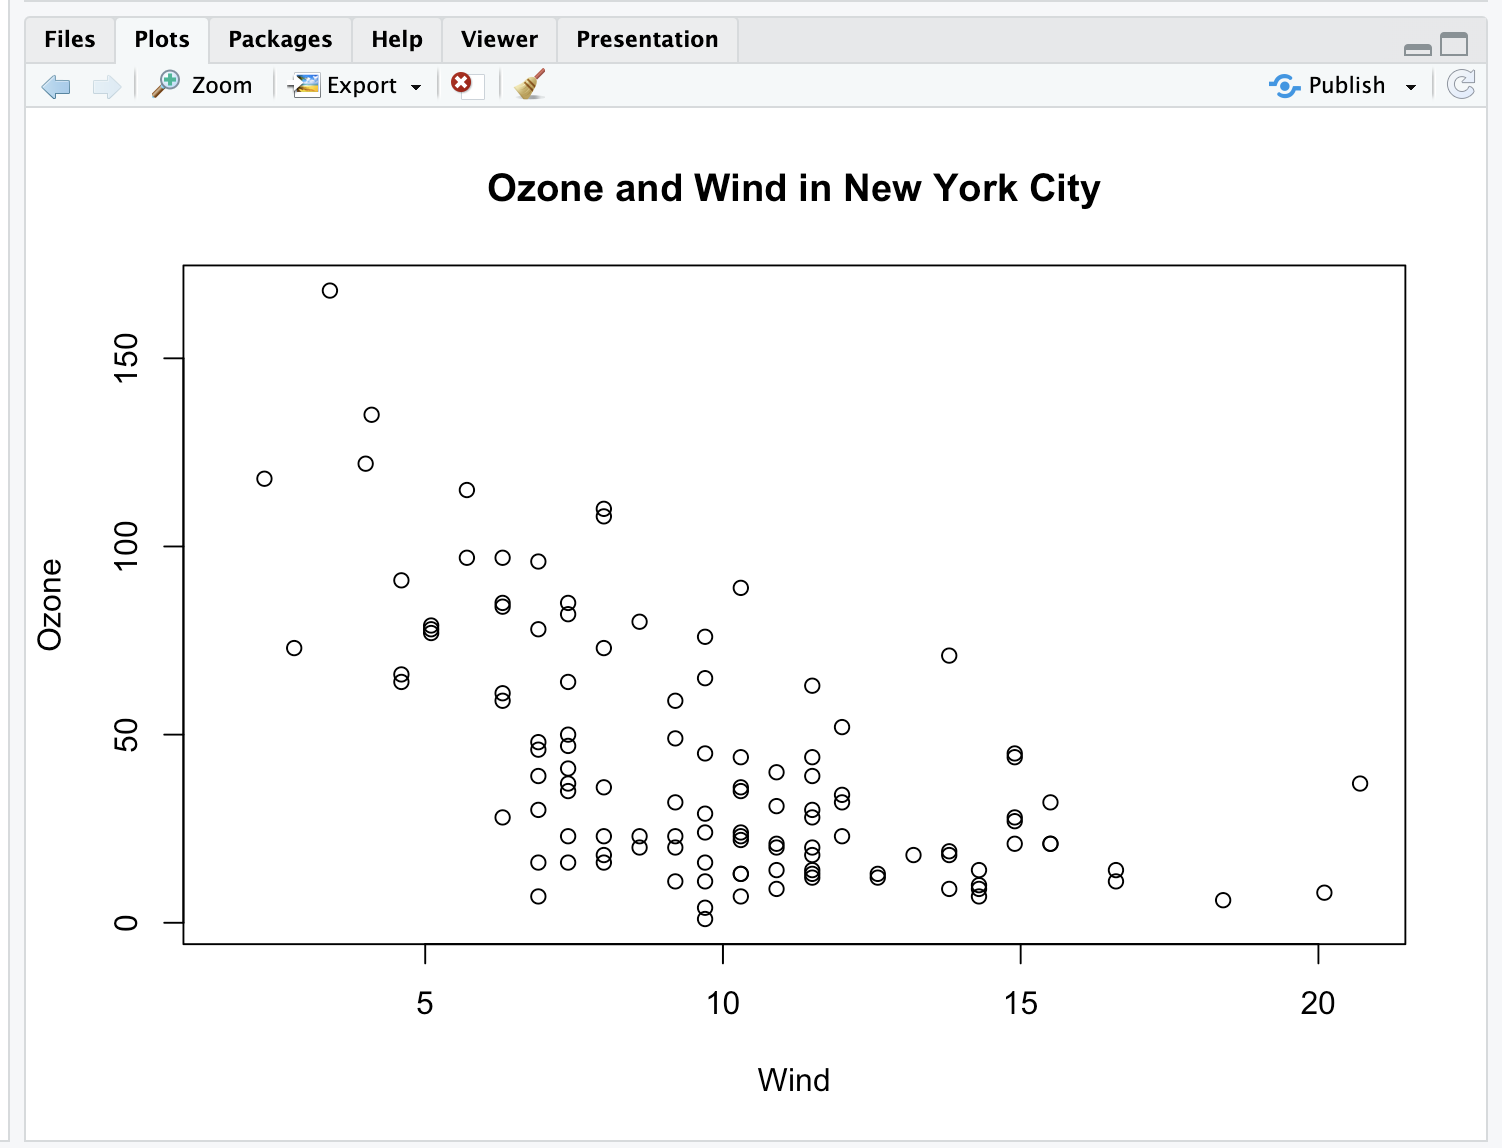 Files Plots Packages Help Viewer Presentation
Zoom Export Publish
Ozone and Wind in New York City
150
100
50
0
Ozone
5 10 15 20
Wind